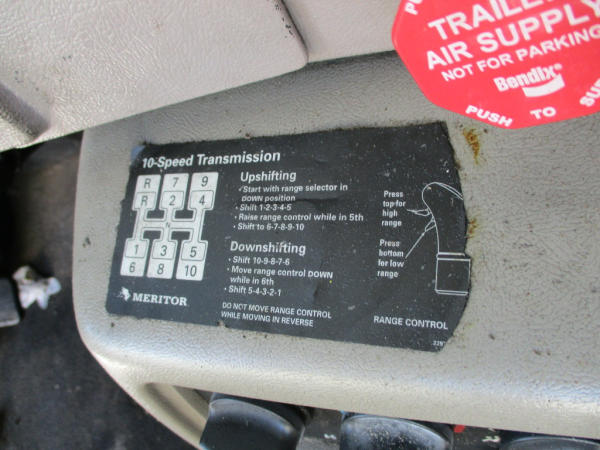 TRAILER
AIR SUPPLY
NOT FOR PARKING
Bendix
PUSH TO
10-Speed Transmission
R 7 9
R 2 4
N
1 3 5
6 8 10
MERITOR
Upshifting
Start with range selector in
DOWN position
• Shift 1-2-3-4-5
• Raise range control while in 5th
• Shift to 6-7-8-9-10
Downshifting
• Shift 10-9-8-7-6
• Move range control DOWN
while in 6th
• Shift 5-4-3-2-1
DO NOT MOVE RANGE CONTROL
WHILE MOVING IN REVERSE
Press
top for
high
range
Press
bottom
for low
range
RANGE CONTROL